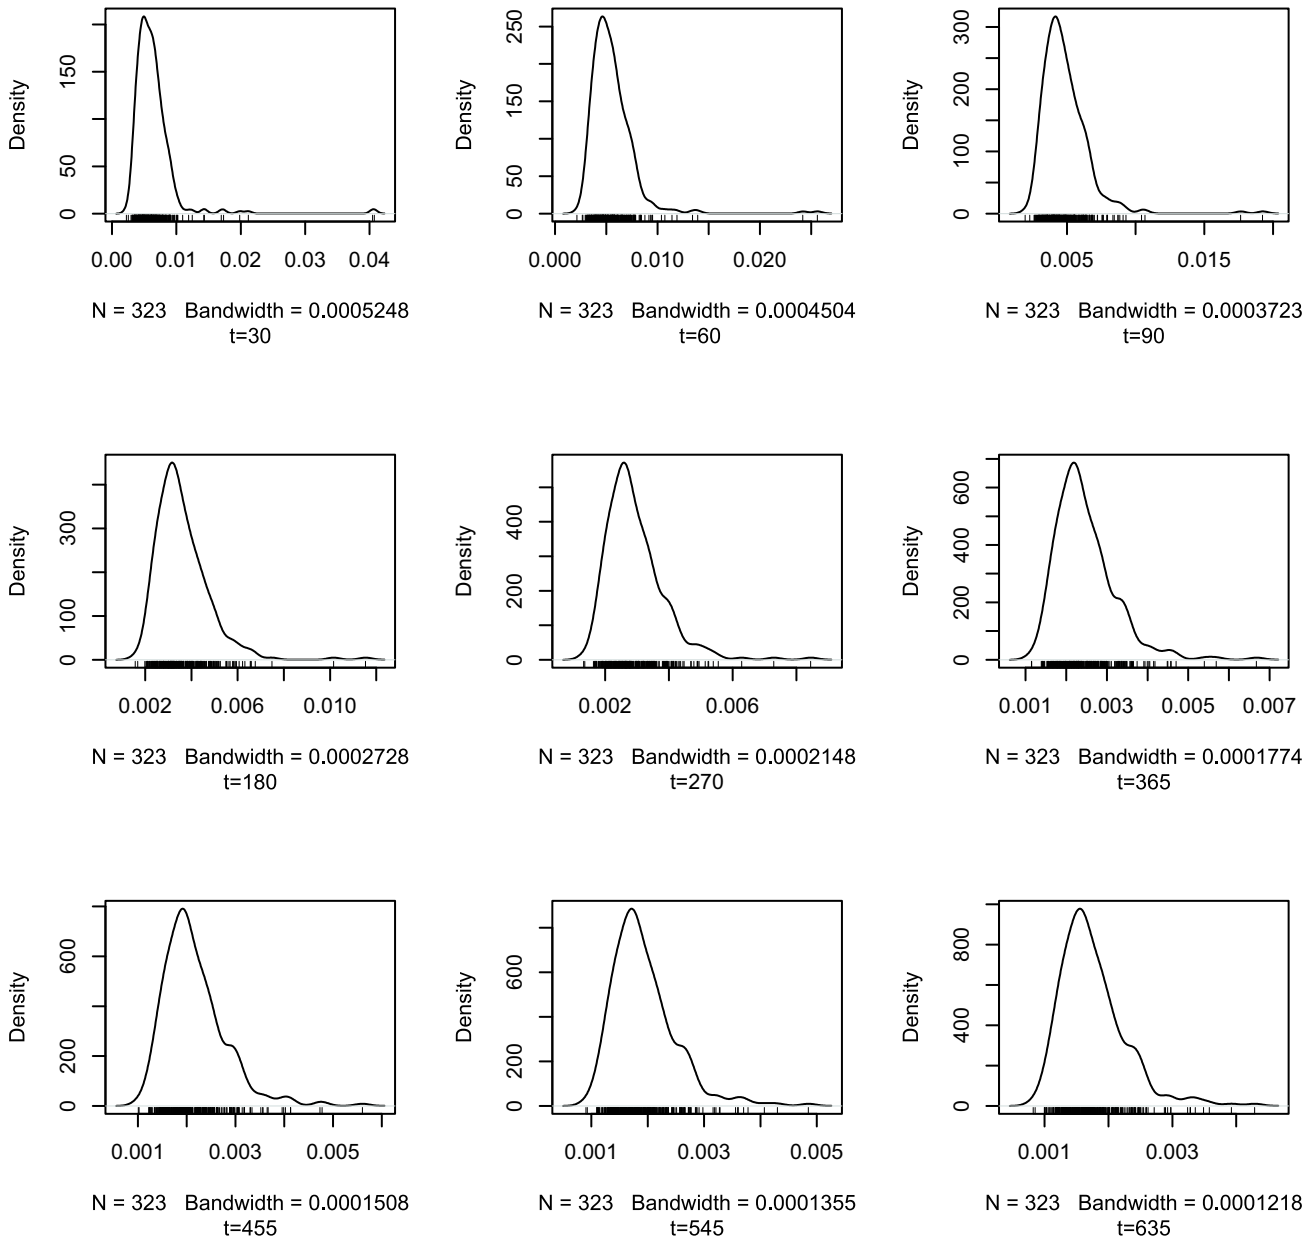 Density
0 50 150
0.00 0.01 0.02 0.03 0.04
N = 323 Bandwidth = 0.0005248
t=30
Density
0 50 150 250
0.000 0.010 0.020
N = 323 Bandwidth = 0.0004504
t=60
Density
0 100 200 300
0.005 0.015
N = 323 Bandwidth = 0.0003723
t=90
Density
0 100 300
0.002 0.006 0.010
N = 323 Bandwidth = 0.0002728
t=180
Density
0 200 400
0.002 0.006
N = 323 Bandwidth = 0.0002148
t=270
Density
0 200 400 600
0.001 0.003 0.005 0.007
N = 323 Bandwidth = 0.0001774
t=365
Density
0 200 600
0.001 0.003 0.005
N = 323 Bandwidth = 0.0001508
t=455
Density
0 200 600
0.001 0.003 0.005
N = 323 Bandwidth = 0.0001355
t=545
Density
0 400 800
0.001 0.003
N = 323 Bandwidth = 0.0001218
t=635